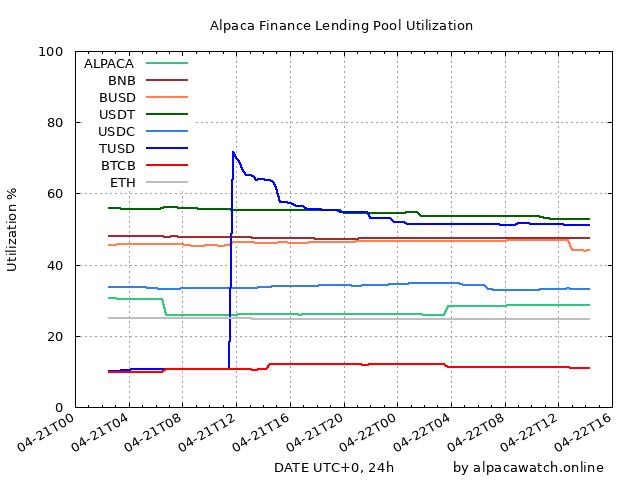 Alpaca Finance Lending Pool Utilization
100
80
60
40
20
0
Utilization %
ALPACA
BNB
BUSD
USDT
USDC
TUSD
BTCB
ETH
04-21T00
04-21T04
04-21T08
04-21T12
04-21T16
04-21T20
04-22T00
04-22T04
04-22T08
04-22T12
04-22T16
DATE UTC+0, 24h
by alpacawatch.online